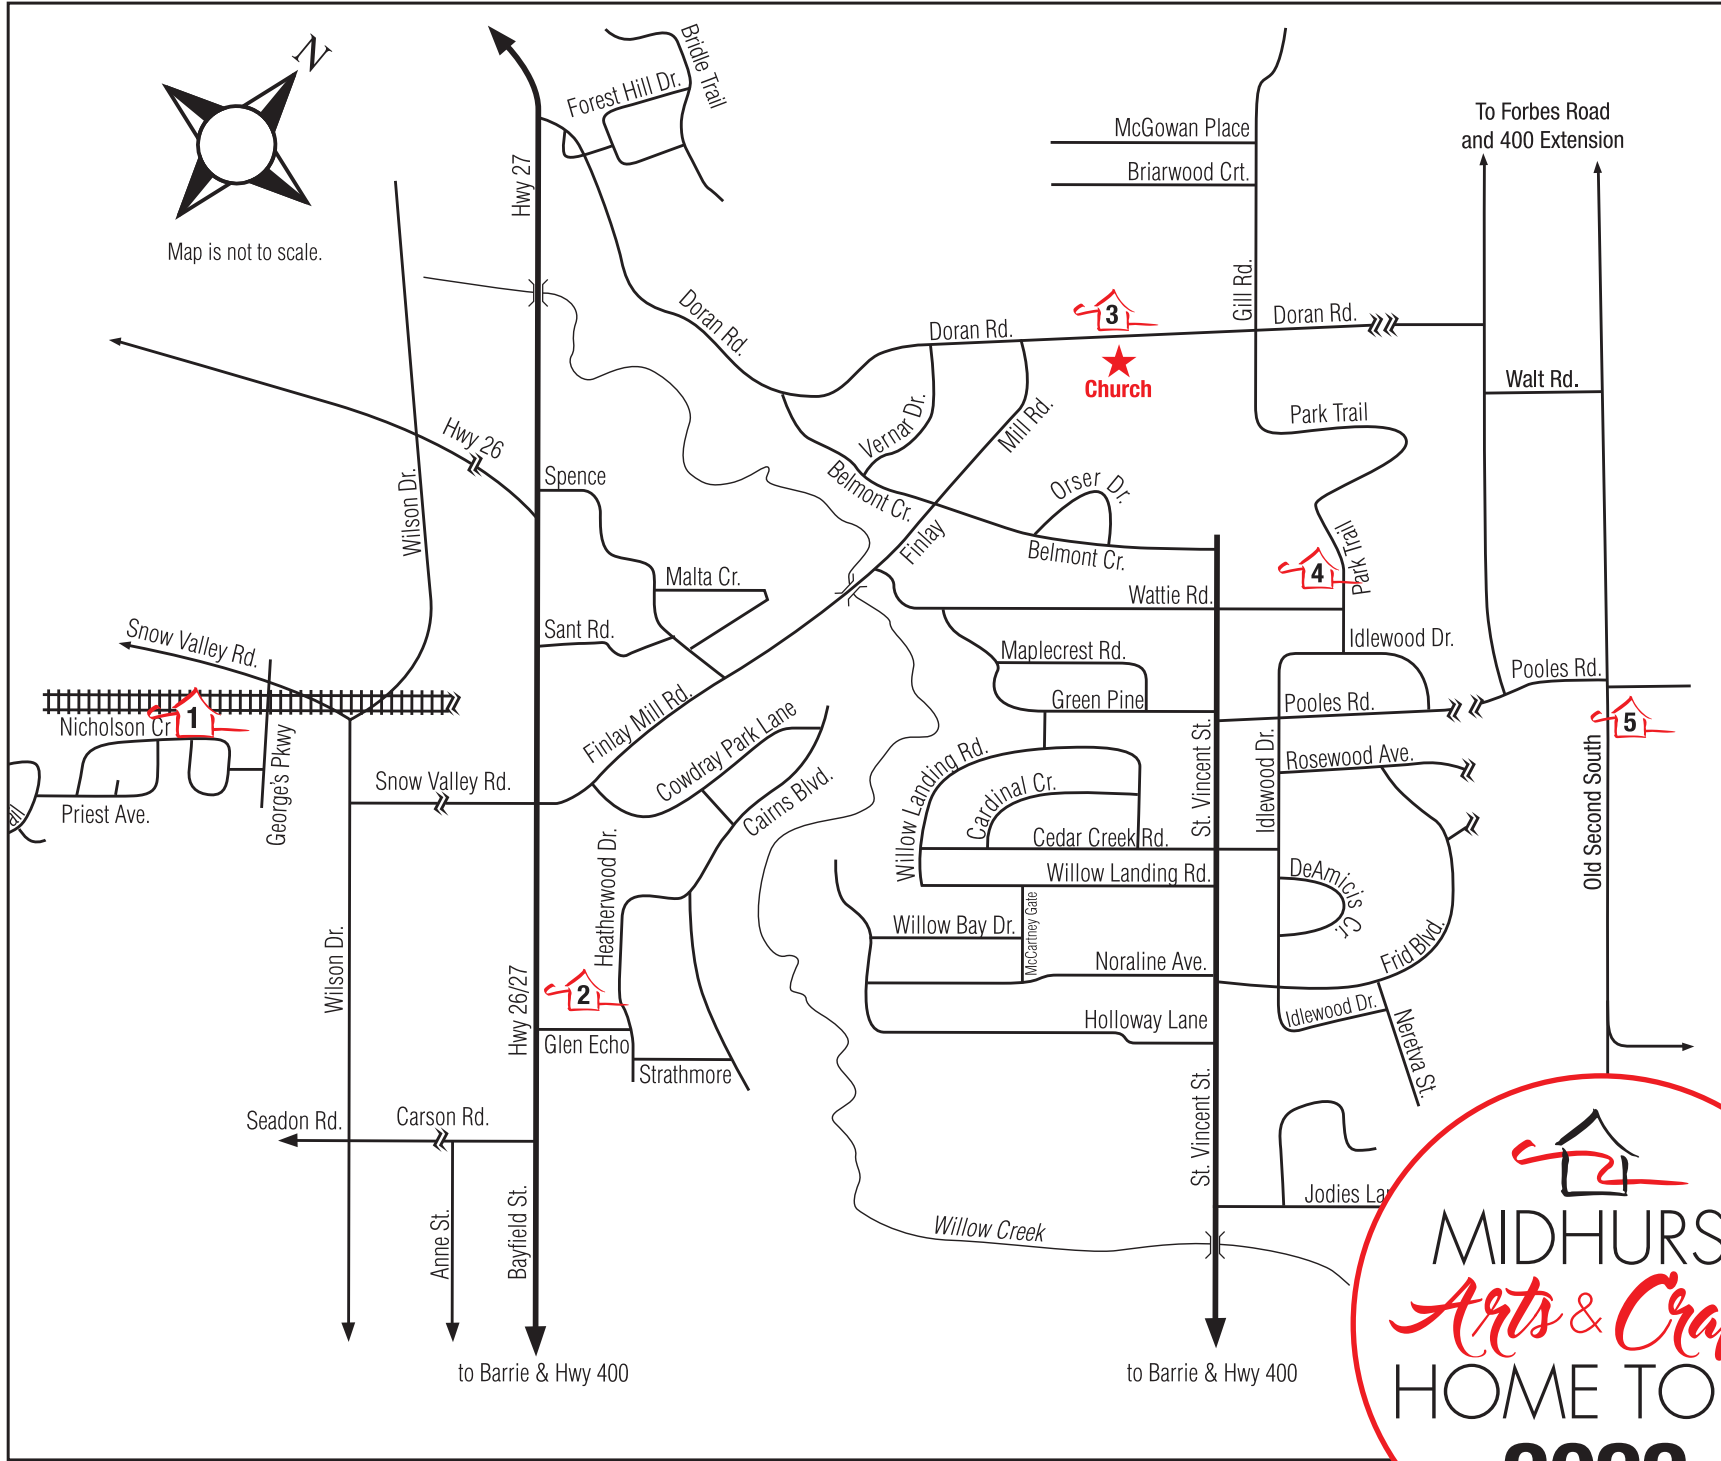 N
Map is not to scale.
Bridle Trail
Forest Hill Dr.
Hwy 27
McGowan Place
Briarwood Crt.
To Forbes Road
and 400 Extension
Gill Rd.
Doran Rd.
Doran Rd.
Doran Rd.
3
Church
Walt Rd.
Park Trail
Vernar Dr.
Mill Rd.
Hwy 26
Wilson Dr.
Spence
Belmont Cr.
Orser Dr.
Finlay
Belmont Cr.
Park Trail
4
Malta Cr.
Wattie Rd.
Sant Rd.
Snow Valley Rd.
Maplecrest Rd.
Idlewood Dr.
Pooles Rd.
Green Pine
Pooles Rd.
1
Nicholson Cr
5
George's Pkwy
Finlay Mill Rd.
Cowdray Park Lane
St. Vincent St.
Idlewood Dr.
Rosewood Ave.
Willow Landing Rd.
Cardinal Cr.
Snow Valley Rd.
Cairns Blvd.
Priest Ave.
Old Second South
Cedar Creek Rd.
Willow Landing Rd.
DeAmicis Crt.
Heatherwood Dr.
Willow Bay Dr.
McCartney Gate
Frid Blvd.
Wilson Dr.
Noraline Ave.
2
Hwy 26/27
Idlewood Dr.
Holloway Lane
Neretva St.
Glen Echo
Strathmore
St. Vincent St.
Seadon Rd.
Carson Rd.
Anne St.
Bayfield St.
Jodies
Willow Creek
to Barrie & Hwy 400
to Barrie & Hwy 400
MIDHURS
Arts & Cra
HOME TO